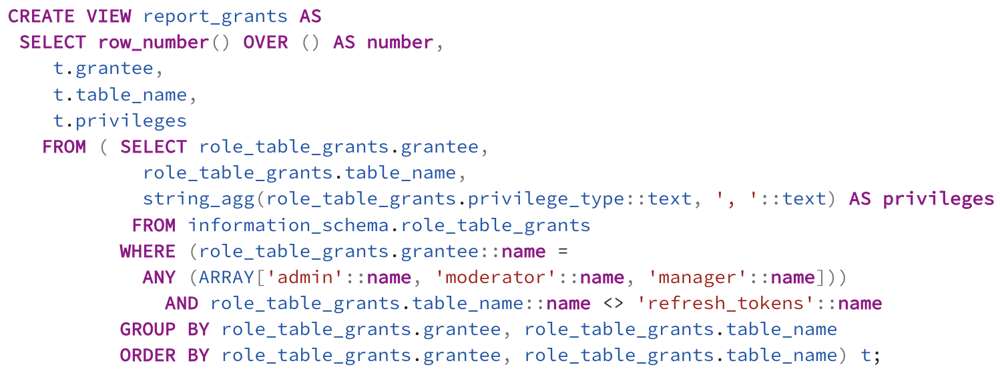 CREATE VIEW report_grants AS
 SELECT row_number() OVER () AS number,
    t.grantee,
    t.table_name,
    t.privileges
   FROM ( SELECT role_table_grants.grantee,
            role_table_grants.table_name,
            string_agg(role_table_grants.privilege_type::text, ', '::text) AS privileges
           FROM information_schema.role_table_grants
          WHERE (role_table_grants.grantee::name =
            ANY (ARRAY['admin'::name, 'moderator'::name, 'manager'::name]))
              AND role_table_grants.table_name::name <> 'refresh_tokens'::name
          GROUP BY role_table_grants.grantee, role_table_grants.table_name
          ORDER BY role_table_grants.grantee, role_table_grants.table_name) t;